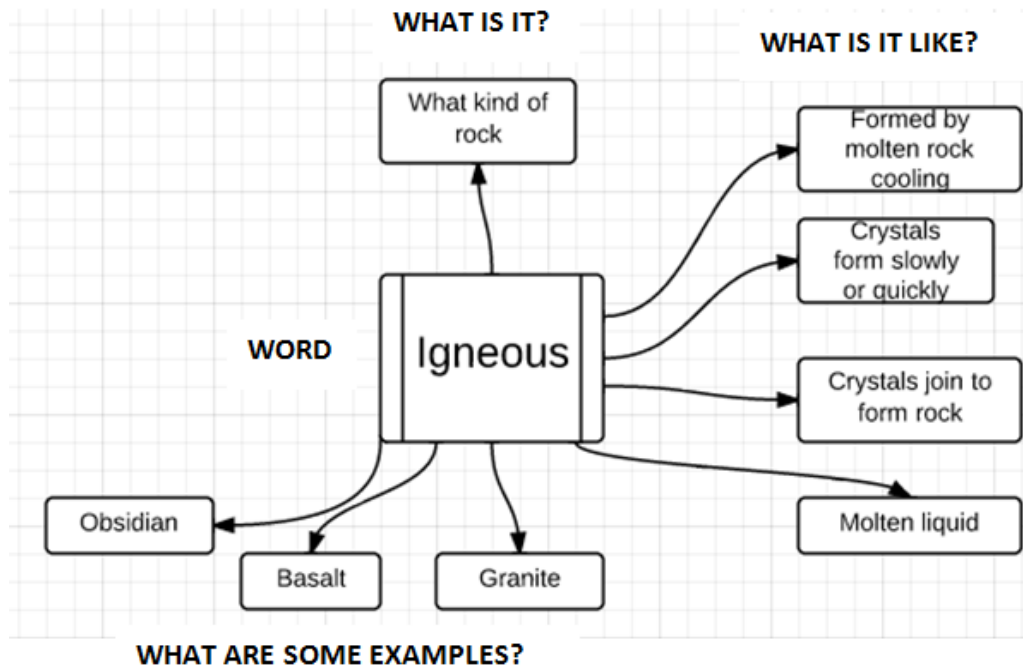 WHAT IS IT?
WHAT IS IT LIKE?
What kind of
rock
Formed by
molten rock
cooling
Crystals
form slowly
or quickly
WORD
Igneous
Crystals join to
form rock
Obsidian
Molten liquid
Basalt
Granite
WHAT ARE SOME EXAMPLES?